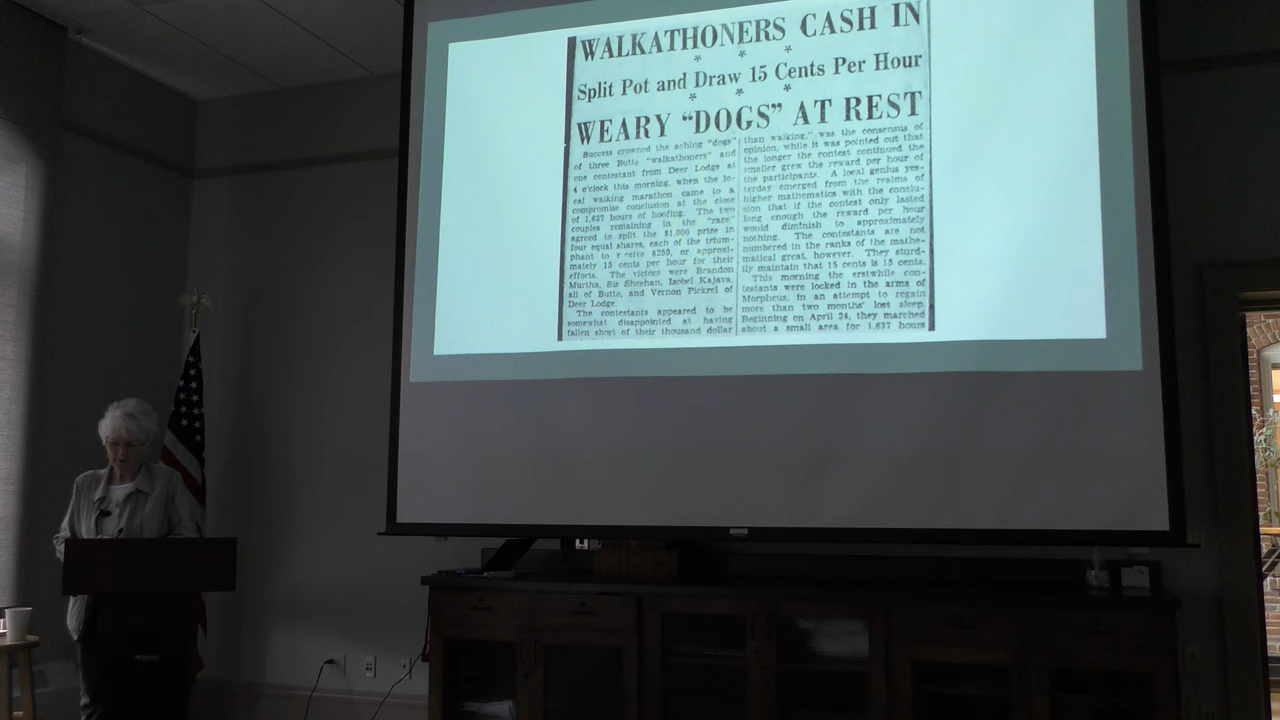 WALKATHONERS CASH IN
* * *
Split Pot and Draw 15 Cents Per Hour
* * *
WEARY “DOGS” AT REST
Success crowned the aching “dogs”
of three Butte “walkathoners” and
one contestant from Deer Lodge at
4 o'clock this morning, when the lo-
cal walking marathon came to a
compromise conclusion at the close
of 1,637 hours of hoofing. The two
couples remaining in the “race”
agreed to split the $1,000 prize in
four equal shares, each of the trium-
phant to r ceive $250, or approxi-
mately 15 cents per hour for their
efforts. The victors were Brandon
Murtha, Sis Sheehan, Isobel Kajava,
all of Butte, and Vernon Pickrel of
Deer Lodge.
The contestants appeared to be
somewhat disappointed at having
fallen short of their thousand dollar
than walking,” was the consensus of
opinion, while it was pointed out that
the longer the contest continued the
smaller grew the reward per hour of
the participants. A local genius yes-
terday emerged from the realms of
higher mathematics with the conclu-
sion that if the contest only lasted
long enough the reward per hour
would diminish to approximately
nothing. The contestants are not
numbered in the ranks of the mathe-
matical great, however. They sturd-
ily maintain that 15 cents is 15 cents.
This morning the erstwhile con-
testants were locked in the arms of
Morpheus, in an attempt to regain
more than two months' lost sleep.
Beginning on April 24, they marched
about a small area for 1,637 hours